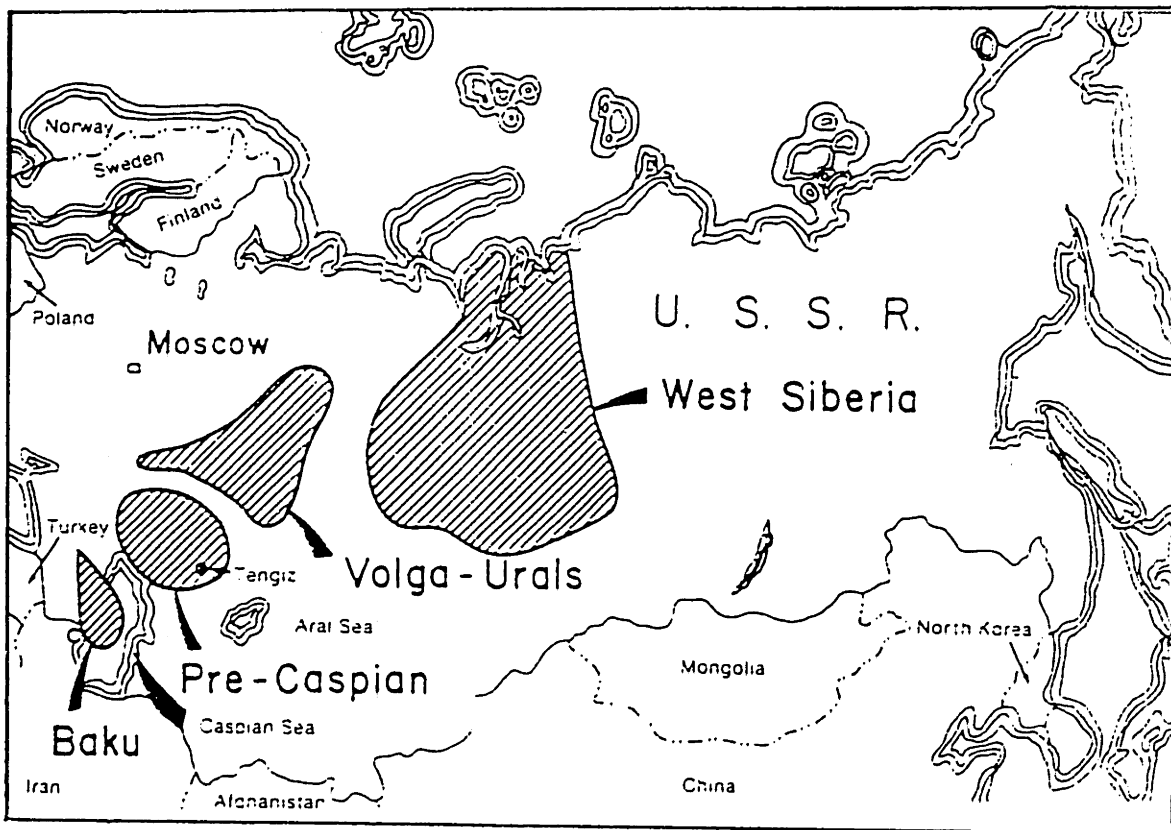 Norway
Sweden
Finland
Poland
Moscow
U. S. S. R.
West Siberia
Turkey
Volga-Urals
Tengiz
Aral Sea
North Korea
Mongolia
Pre-Caspian
Caspian Sea
Baku
Iran
Afghanistan
China